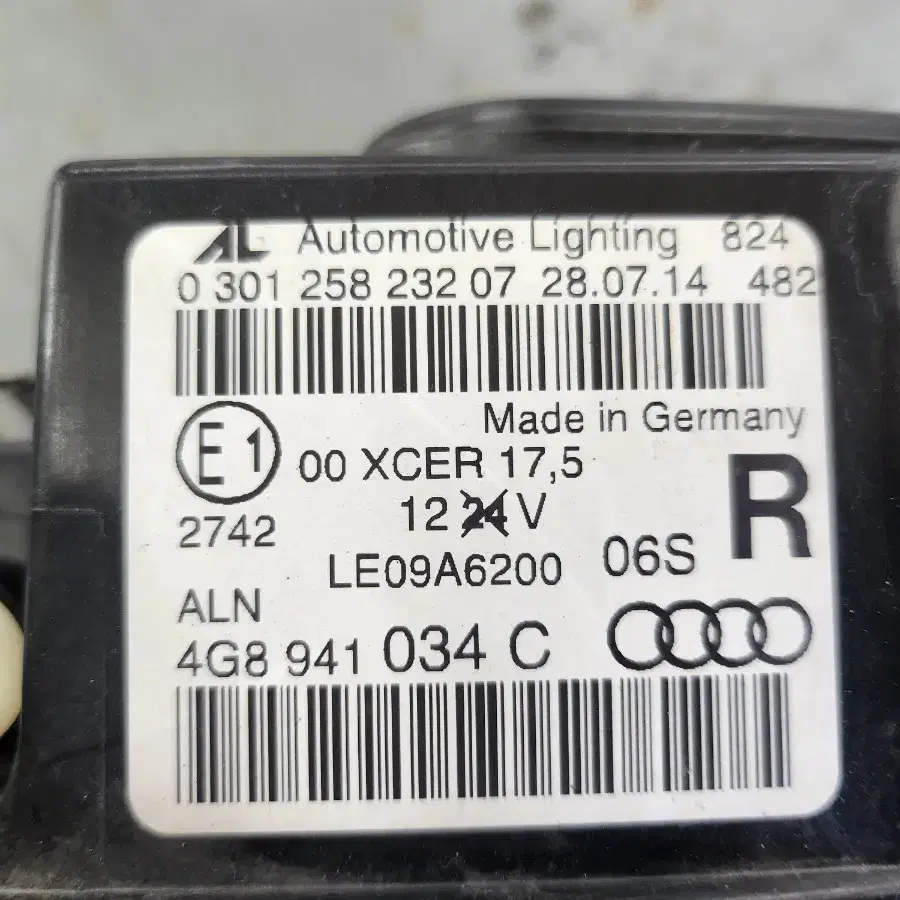 AL Automotive Lighting 824
0 301 258 232 07 28.07.14 482
Made in Germany
E1 00 XCER 17,5
12 24 V
2742
R
LE09A6200 06S
ALN
4G8 941 034 C